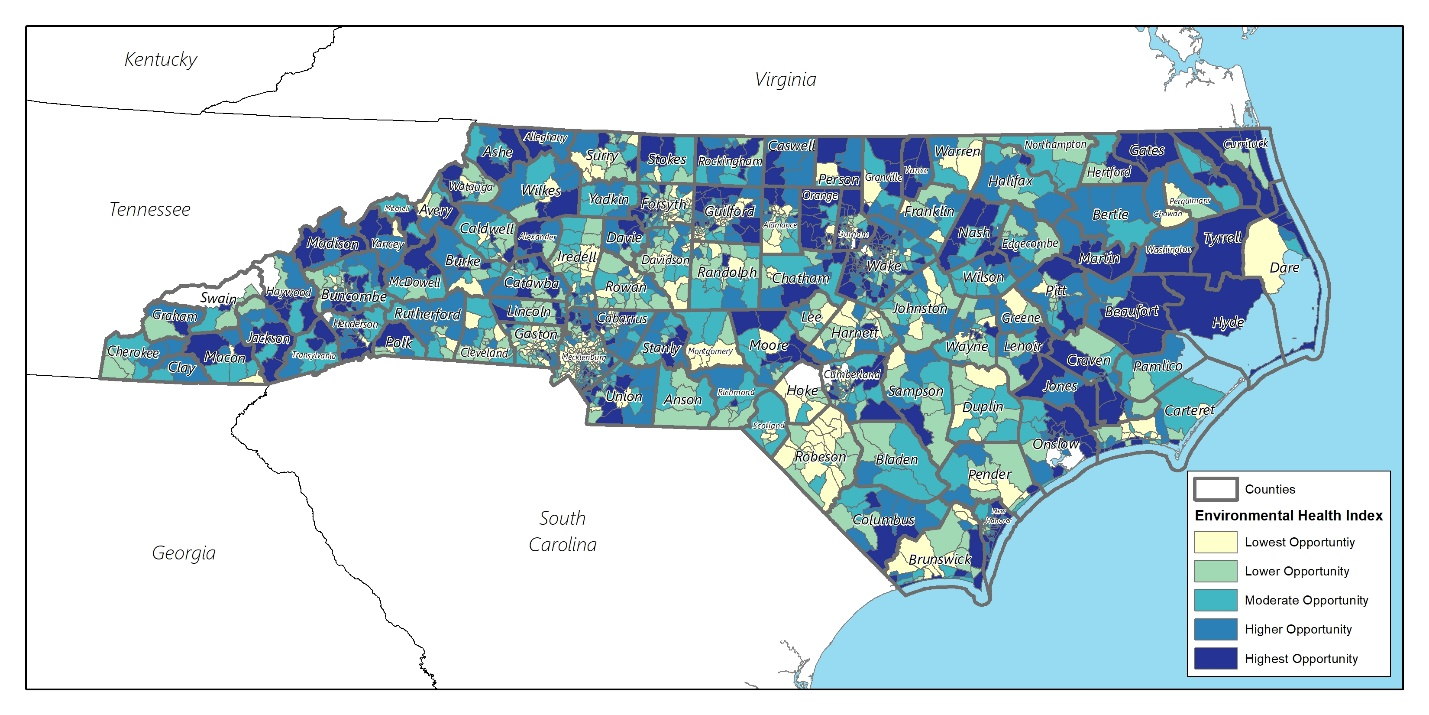 Kentucky
Virginia
Tennessee
Georgia
South
Carolina
Ashe
Alleghany
Surry
Stokes
Rockingham
Caswell
Person
Granville
Vance
Warren
Northampton
Gates
Currituck
Hertford
Halifax
Watauga
Wilkes
Yadkin
Forsyth
Guilford
Alamance
Orange
Durham
Franklin
Bertie
Perquimans
Chowan
Mitchell
Avery
Caldwell
Alexander
Davie
Iredell
Davidson
Randolph
Chatham
Wake
Nash
Edgecombe
Martin
Washington
Tyrrell
Dare
Madison
Yancey
Burke
McDowell
Catawba
Rowan
Wilson
Pitt
Beaufort
Hyde
Swain
Haywood
Buncombe
Rutherford
Lincoln
Cabarrus
Lee
Johnston
Greene
Graham
Henderson
Polk
Gaston
Harnett
Wayne
Lenoir
Craven
Pamlico
Cherokee
Clay
Macon
Jackson
Transylvania
Cleveland
Mecklenburg
Stanly
Montgomery
Moore
Cumberland
Sampson
Jones
Union
Anson
Richmond
Hoke
Duplin
Carteret
Scotland
Robeson
Bladen
Onslow
Pender
Columbus
New
Hanover
Brunswick
Counties
Environmental Health Index
Lowest Opportuntiy
Lower Opportunity
Moderate Opportunity
Higher Opportunity
Highest Opportunity